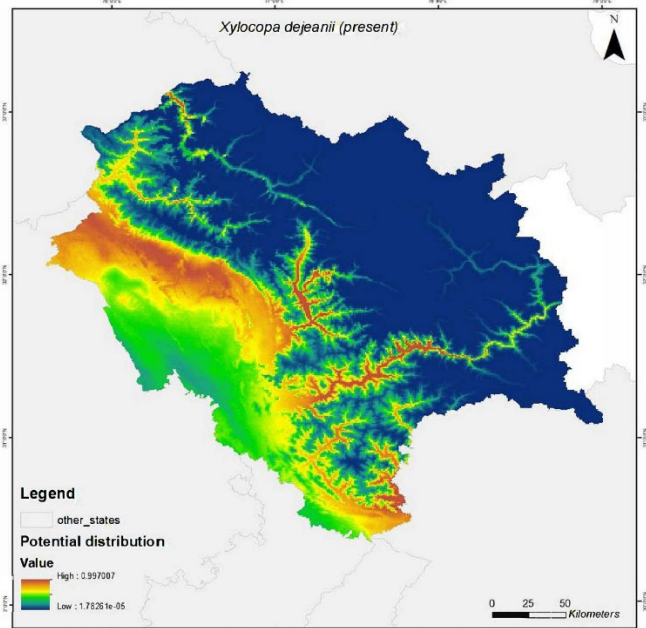 Xylocopa dejeanii (present)
N
Legend
other_states
Potential distribution
Value
High : 0.997007
Low : 1.78261e-05
0 25 50
Kilometers